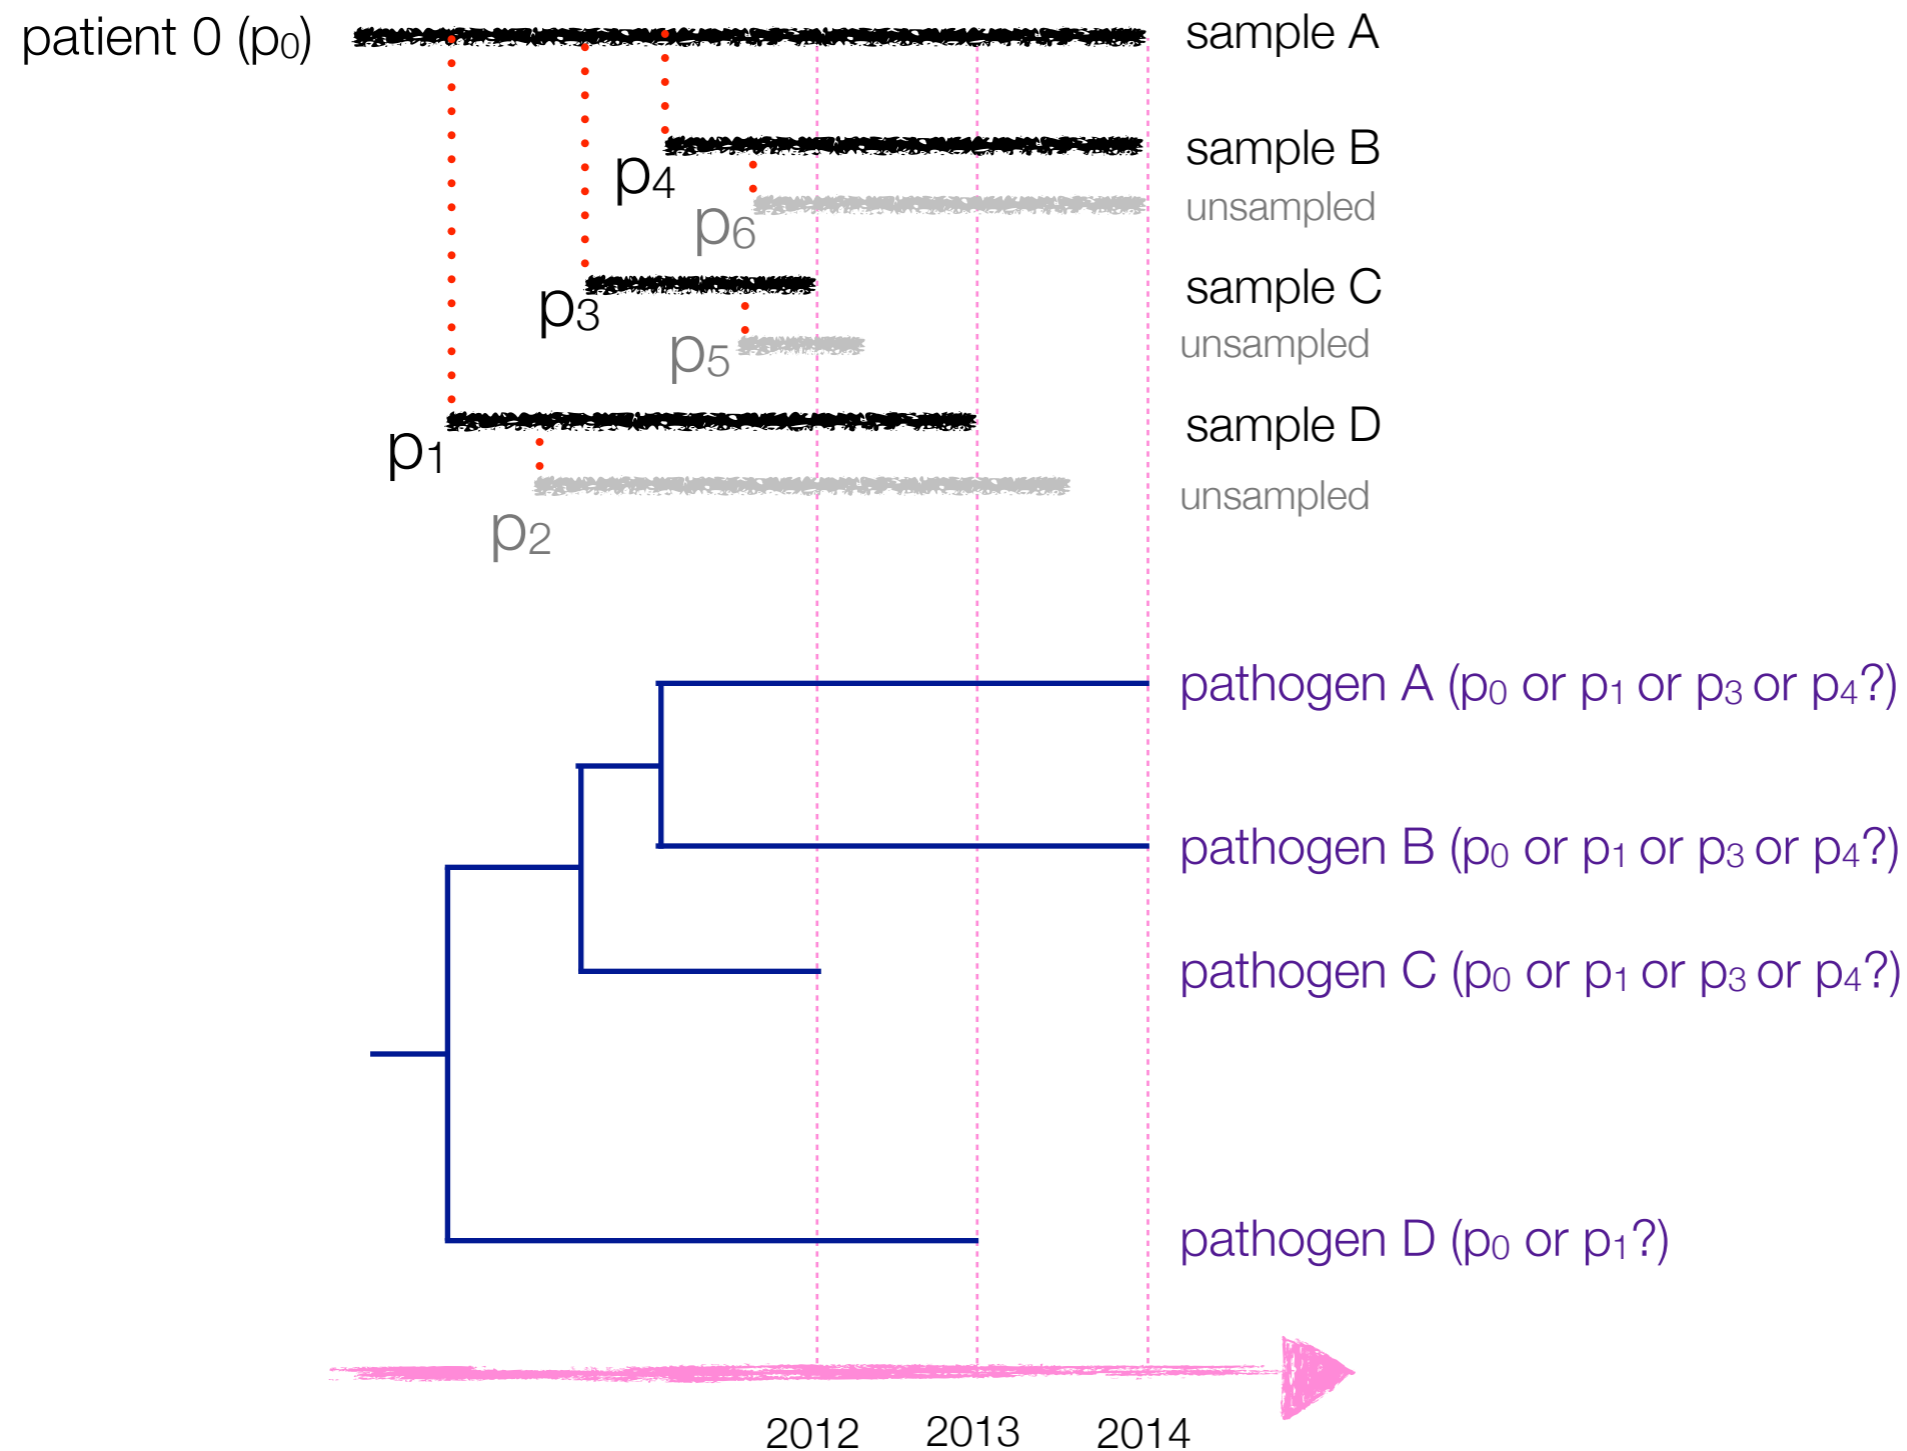 patient 0 (p₀)
sample A
sample B
p₄
unsampled
p₆
sample C
p₃
unsampled
p₅
sample D
p₁
unsampled
p₂
pathogen A (p₀ or p₁ or p₃ or p₄?)
pathogen B (p₀ or p₁ or p₃ or p₄?)
pathogen C (p₀ or p₁ or p₃ or p₄?)
pathogen D (p₀ or p₁?)
2012 2013 2014